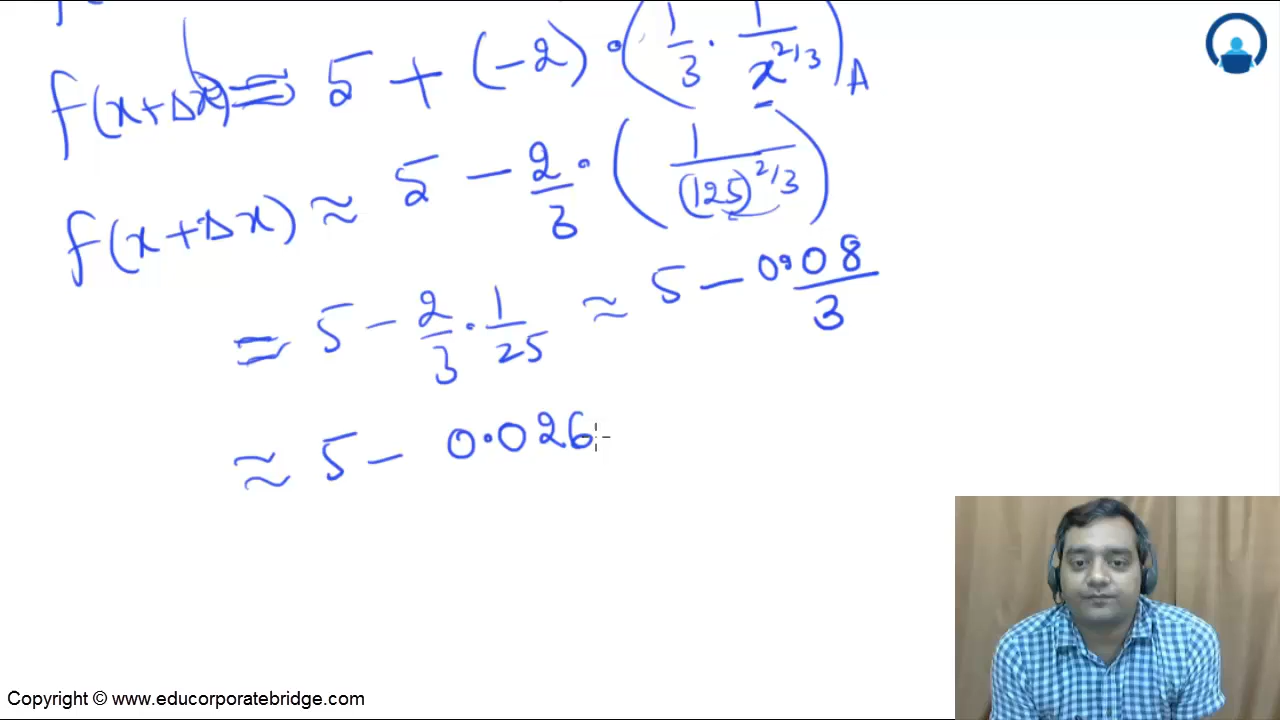 f(x+Δx) ≈ 5 + (-2) · (1/3 · 1/x^2/3)A
f(x+Δx) ≈ 5 - 2/3 · (1/(125)^2/3)
= 5 - 2/3 · 1/25 ≈ 5 - 0.08/3
≈ 5 - 0.026
Copyright © www.educorporatebridge.com